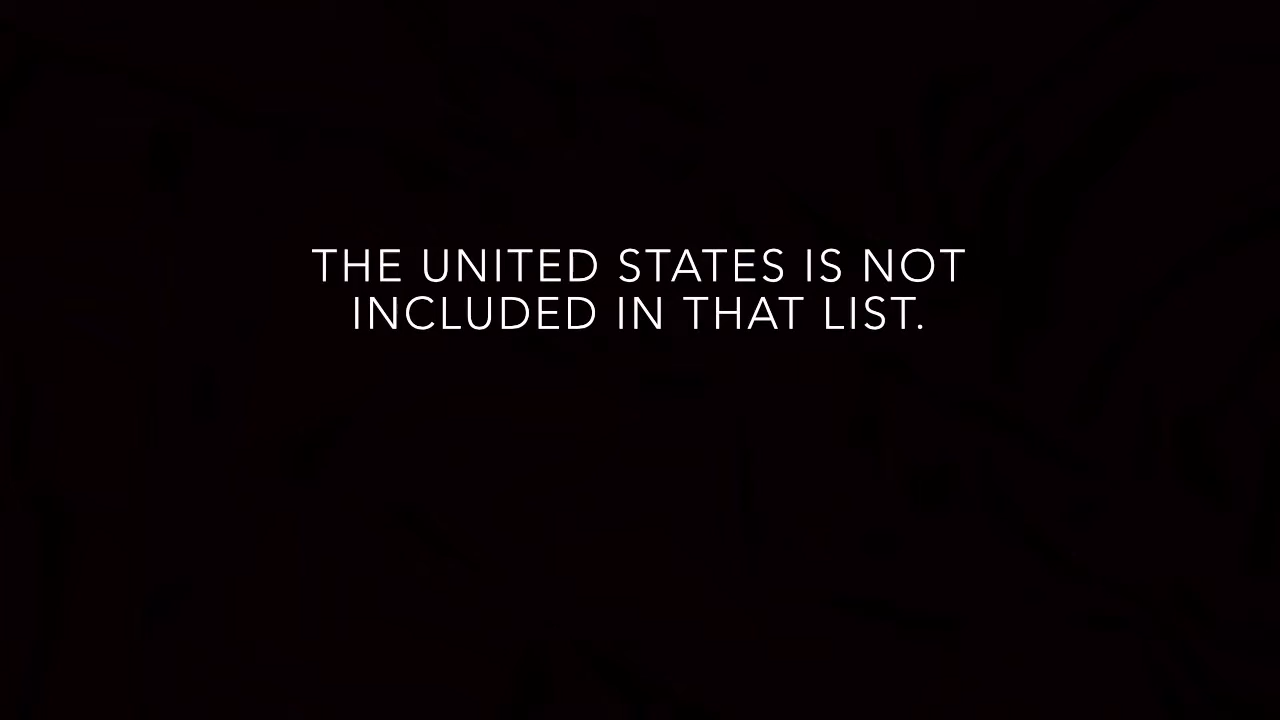 THE UNITED STATES IS NOT
INCLUDED IN THAT LIST.